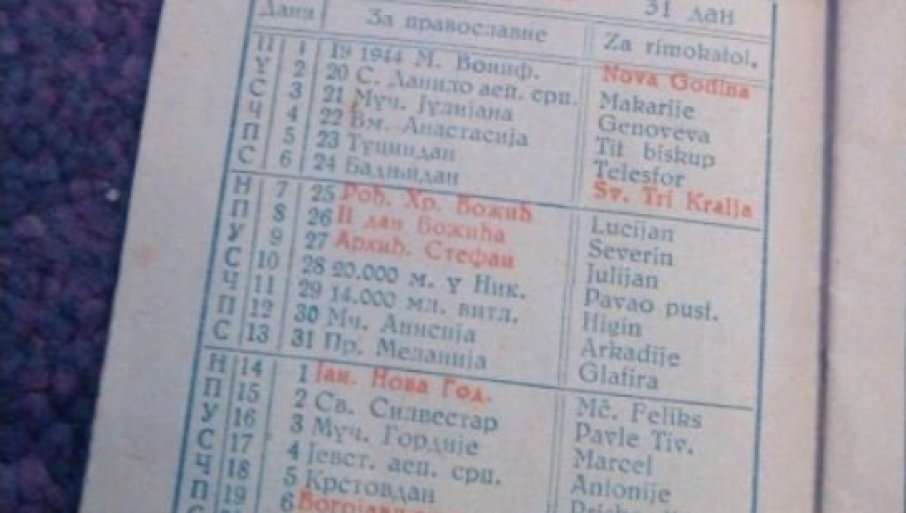 31 дан
Дани За православне Za rimokatol.
П 1 19 1944 М. Вониф. Nova Godina
У 2 20 С. Данило аеп. срп. Makarije
С 3 21 Муч. Јулијана Genoveva
Ч 4 22 Вм. Анастасија Tit biskup
П 5 23 Туциндан Telesfor
С 6 24 Бадњидан Sv. Tri Kralja
Н 7 25 Рођ. Хр. Божић Lucijan
П 8 26 II дан Божића Severin
У 9 27 Архиђ. Стефан Julijan
С 10 28 20.000 м. у Ник. Pavao pust.
Ч 11 29 14.000 мл. витл. Higin
П 12 30 Мч. Анисија Arkadije
С 13 31 Пр. Меланија Glafira
Н 14 1 Јан. Нова Год. Mč. Feliks
П 15 2 Св. Силвестар Pavle Tiv.
У 16 3 Муч. Гордије Marcel
С 17 4 Јевст. аеп. срп. Antonije
Ч 18 5 Крстовдан
П 19 6